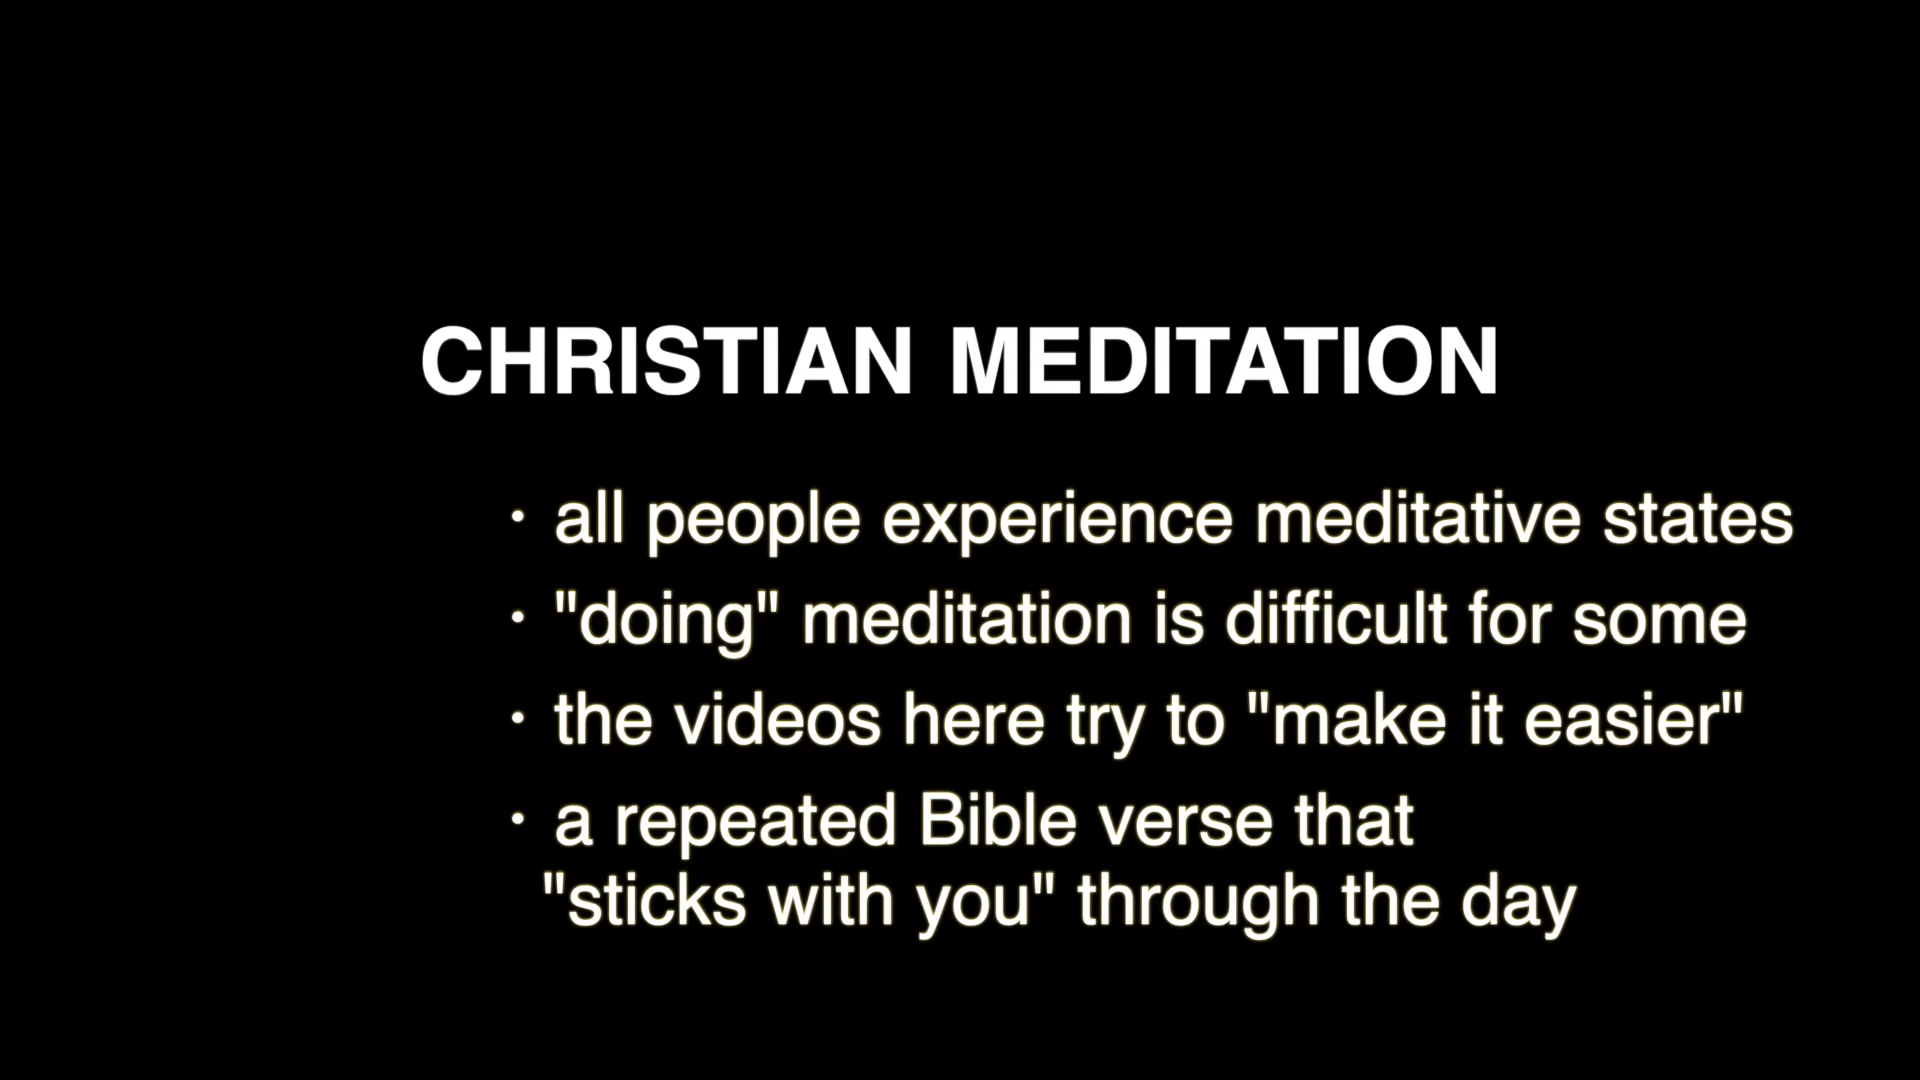 CHRISTIAN MEDITATION
· all people experience meditative states
· "doing" meditation is difficult for some
· the videos here try to "make it easier"
· a repeated Bible verse that
"sticks with you" through the day